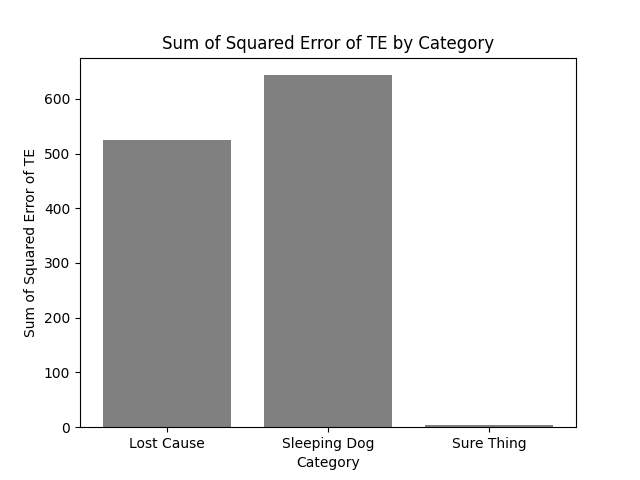 Sum of Squared Error of TE by Category
Sum of Squared Error of TE
600
500
400
300
200
100
0
Lost Cause
Sleeping Dog
Sure Thing
Category